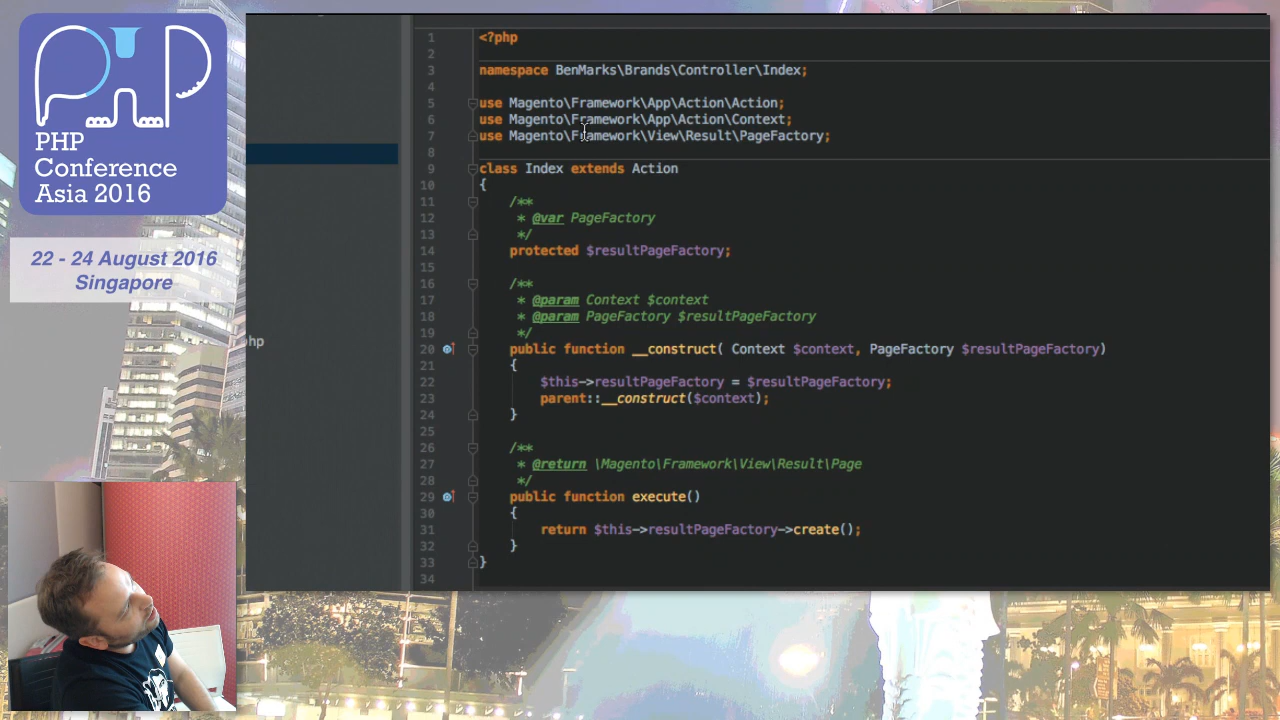 PHP
Conference
Asia 2016
22 - 24 August 2016
Singapore
hp
1 <?php
2
3 namespace BenMarks\Brands\Controller\Index;
4
5 use Magento\Framework\App\Action\Action;
6 use Magento\Framework\App\Action\Context;
7 use Magento\Framework\View\Result\PageFactory;
8
9 class Index extends Action
10 {
11 /**
12 * @var PageFactory
13 */
14 protected $resultPageFactory;
15
16 /**
17 * @param Context $context
18 * @param PageFactory $resultPageFactory
19 */
20 public function __construct( Context $context, PageFactory $resultPageFactory)
21 {
22 $this->resultPageFactory = $resultPageFactory;
23 parent::__construct($context);
24 }
25
26 /**
27 * @return \Magento\Framework\View\Result\Page
28 */
29 public function execute()
30 {
31 return $this->resultPageFactory->create();
32 }
33 }
34